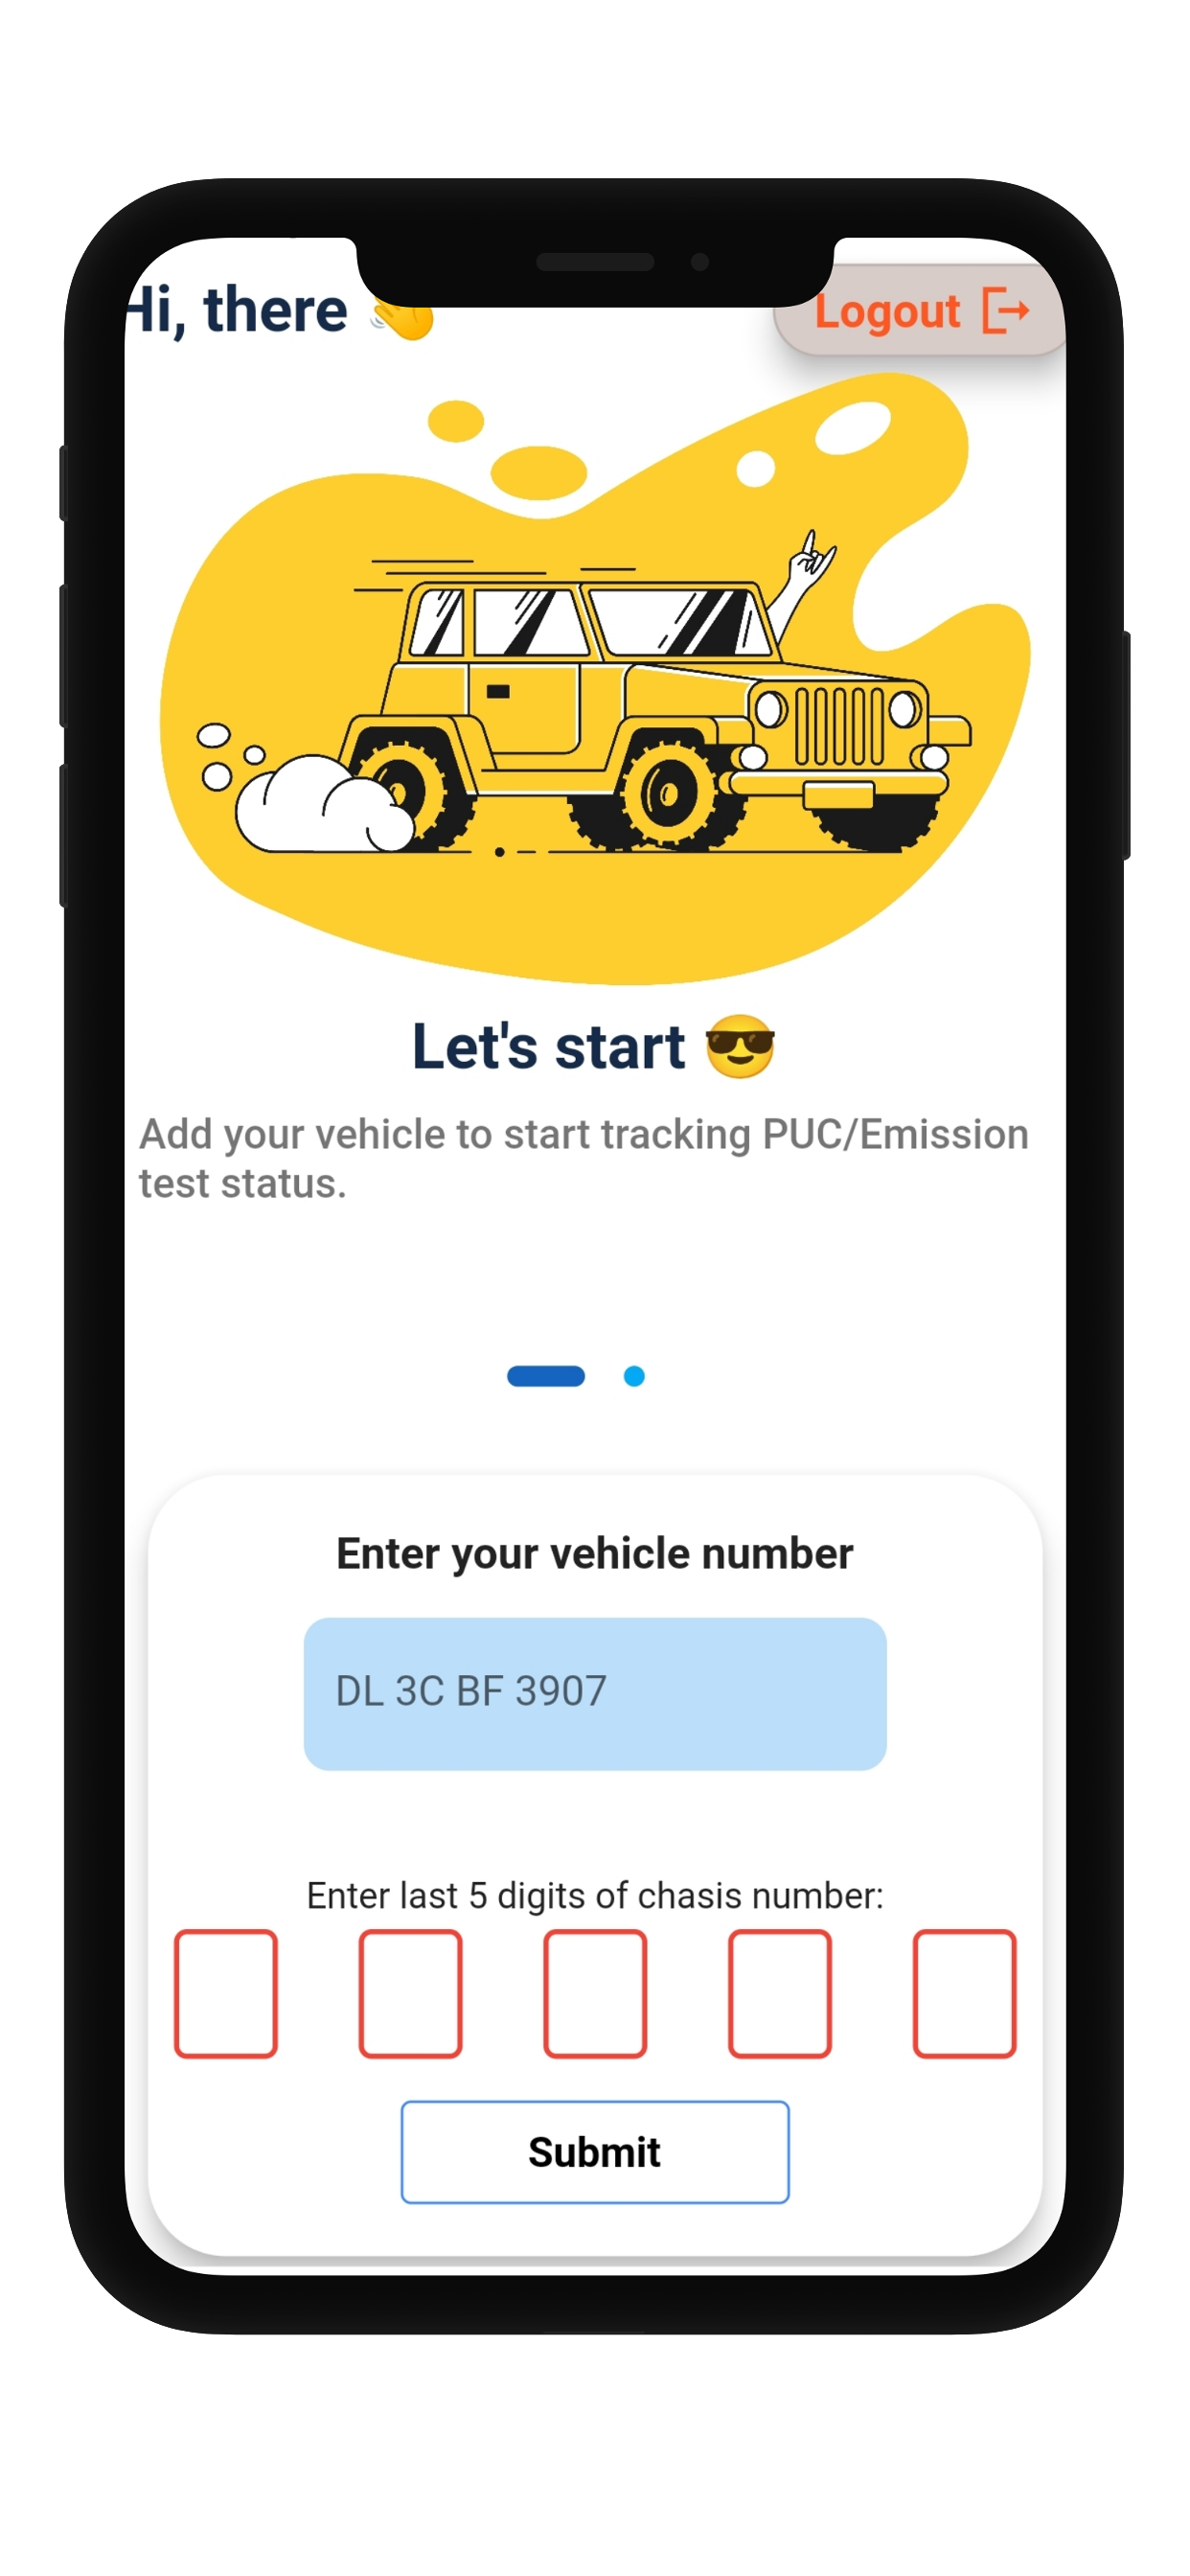 Hi, there 👋
Logout
Let's start 😎
Add your vehicle to start tracking PUC/Emission
test status.
Enter your vehicle number
DL 3C BF 3907
Enter last 5 digits of chasis number:
Submit